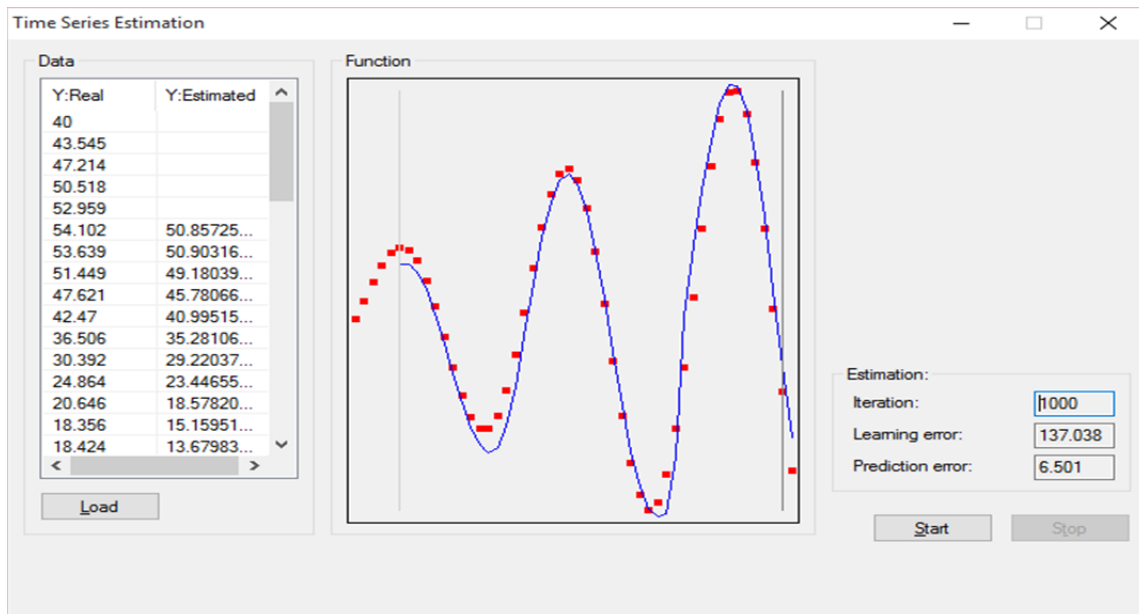 Time Series Estimation
Data
Y:Real Y:Estimated
40
43.545
47.214
50.518
52.959
54.102 50.85725...
53.639 50.90316...
51.449 49.18039...
47.621 45.78066...
42.47 40.99515...
36.506 35.28106...
30.392 29.22037...
24.864 23.44655...
20.646 18.57820...
18.356 15.15951...
18.424 13.67983...
Load
Function
Estimation:
Iteration: 1000
Learning error: 137.038
Prediction error: 6.501
Start Stop